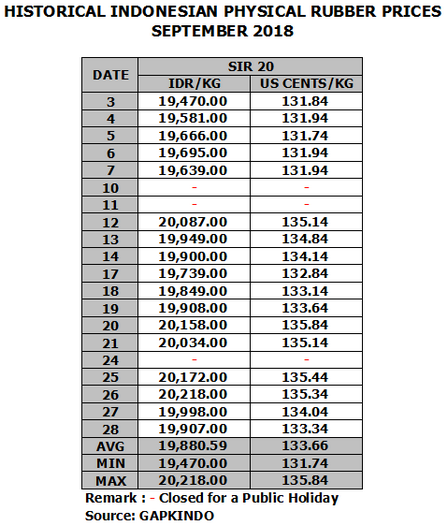 HISTORICAL INDONESIAN PHYSICAL RUBBER PRICES
SEPTEMBER 2018
DATE SIR 20
IDR/KG US CENTS/KG
3 19,470.00 131.84
4 19,581.00 131.94
5 19,666.00 131.74
6 19,695.00 131.94
7 19,639.00 131.94
10 - -
11 - -
12 20,087.00 135.14
13 19,949.00 134.84
14 19,900.00 134.14
17 19,739.00 132.84
18 19,849.00 133.14
19 19,908.00 133.64
20 20,158.00 135.84
21 20,034.00 135.14
24 - -
25 20,172.00 135.44
26 20,218.00 135.34
27 19,998.00 134.04
28 19,907.00 133.34
AVG 19,880.59 133.66
MIN 19,470.00 131.74
MAX 20,218.00 135.84
Remark : - Closed for a Public Holiday
Source: GAPKINDO